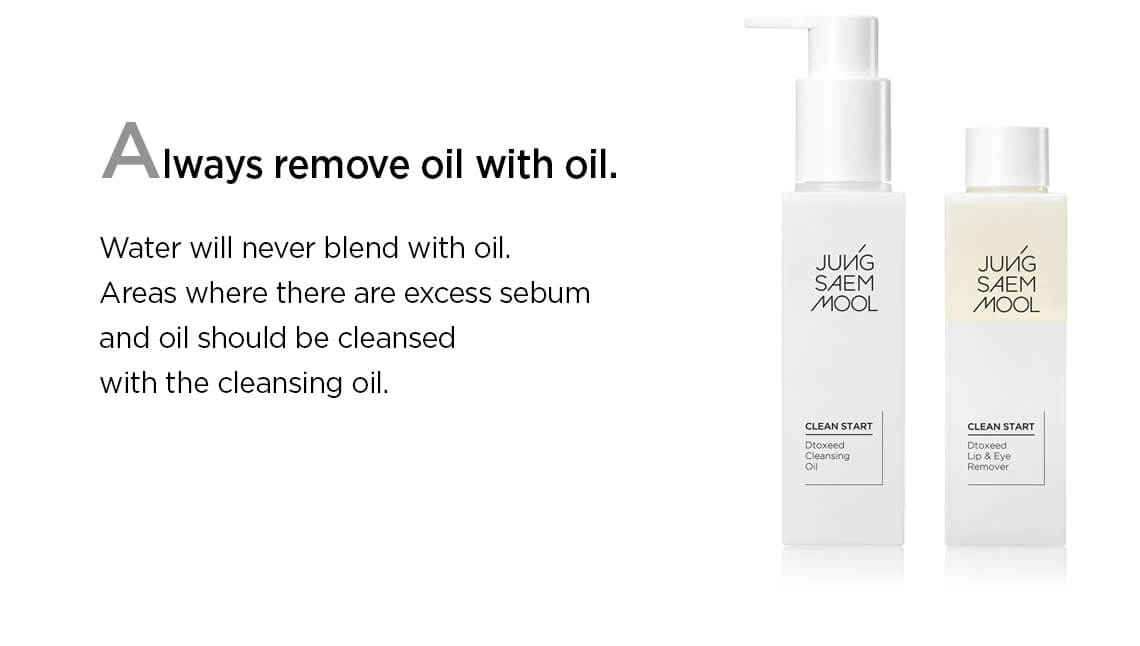 Always remove oil with oil.
Water will never blend with oil.
Areas where there are excess sebum
and oil should be cleansed
with the cleansing oil.
JUNG
SAEM
MOOL
CLEAN START
Dtoxeed
Cleansing
Oil
JUNG
SAEM
MOOL
CLEAN START
Dtoxeed
Lip & Eye
Remover